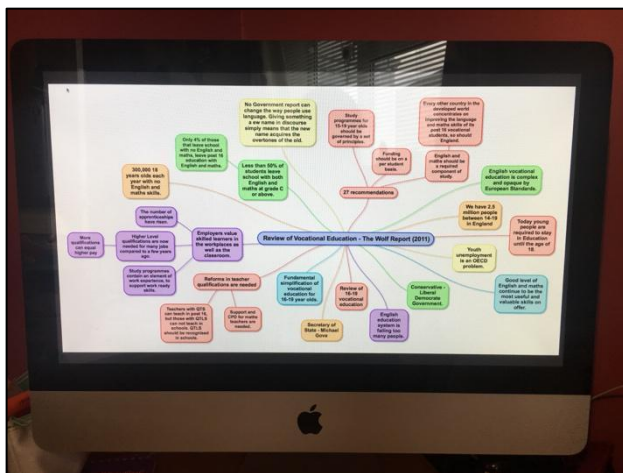 No Government report can
change the way people use
language. Giving something
a ew name in discourse
simply means that the new
name acquires the
overtones of the old.
Study
programmes for
16-19 year olds
should be
governed by a set
of principles.
Every other country in the
developed world
concentrates on
improving the language
and maths skills of its
post 16 vocational
students, so should
England.
Only 4% of those
that leave school
with no English and
maths, leave post 16
education with
English and maths.
Less than 50% of
students leave
school with both
English and
maths at grade C
or above.
Funding
should be on a
per student
basis.
English and
maths should be
a required
component of
study.
300,000 16
years olds each
year with no
English and
maths skills.
27 recommendations
English vocational
education is complex
and opaque by
European Standards.
The number of
apprenticeships
have risen.
We have 2.5
million people
between 14-19
in England
More
qualifications
can equal
higher pay
Higher Level
qualifications are now
needed for many jobs
compared to a few years
ago.
Employers value
skilled learners in
the workplaces as
well as the
classroom.
Review of Vocational Education - The Wolf Report (2011)
Today young
people are
required to stay
in Education
until the age of
18.
Study programmes
contain an element of
work experience, to
support work ready
skills.
Youth
unemployment is
an OECD
problem.
Reforms in teacher
qualifications are needed
Fundamental
simplification of
vocational
education for
16-19 year olds.
Review of
16-19
vocational
education
Conservative -
Liberal
Democrate
Government.
Good level of
English and maths
continue to be the
most useful and
valuable skills on
offer.
Teachers with QTS
can teach in post 16,
but those with QTLS
can not teach in
schools. QTLS
should be recognised
in schools.
Support and
CPD for maths
teachers are
needed.
Secretary of
State - Michael
Gove
English
education
system is
failing too
many people